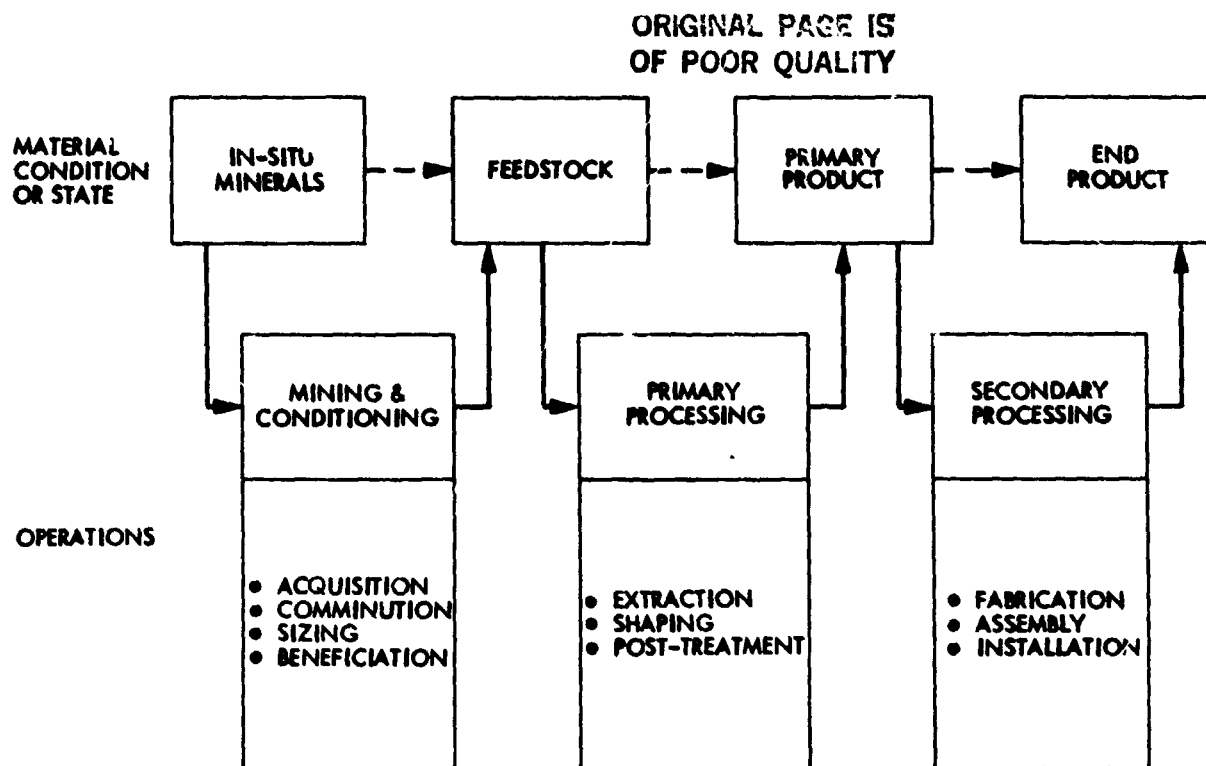 ORIGINAL PAGE IS
OF POOR QUALITY
MATERIAL
CONDITION
OR STATE
IN-SITU
MINERALS
FEEDSTOCK
PRIMARY
PRODUCT
END
PRODUCT
MINING &
CONDITIONING
PRIMARY
PROCESSING
SECONDARY
PROCESSING
OPERATIONS
• ACQUISITION
• COMMINUTION
• SIZING
• BENEFICIATION
• EXTRACTION
• SHAPING
• POST-TREATMENT
• FABRICATION
• ASSEMBLY
• INSTALLATION